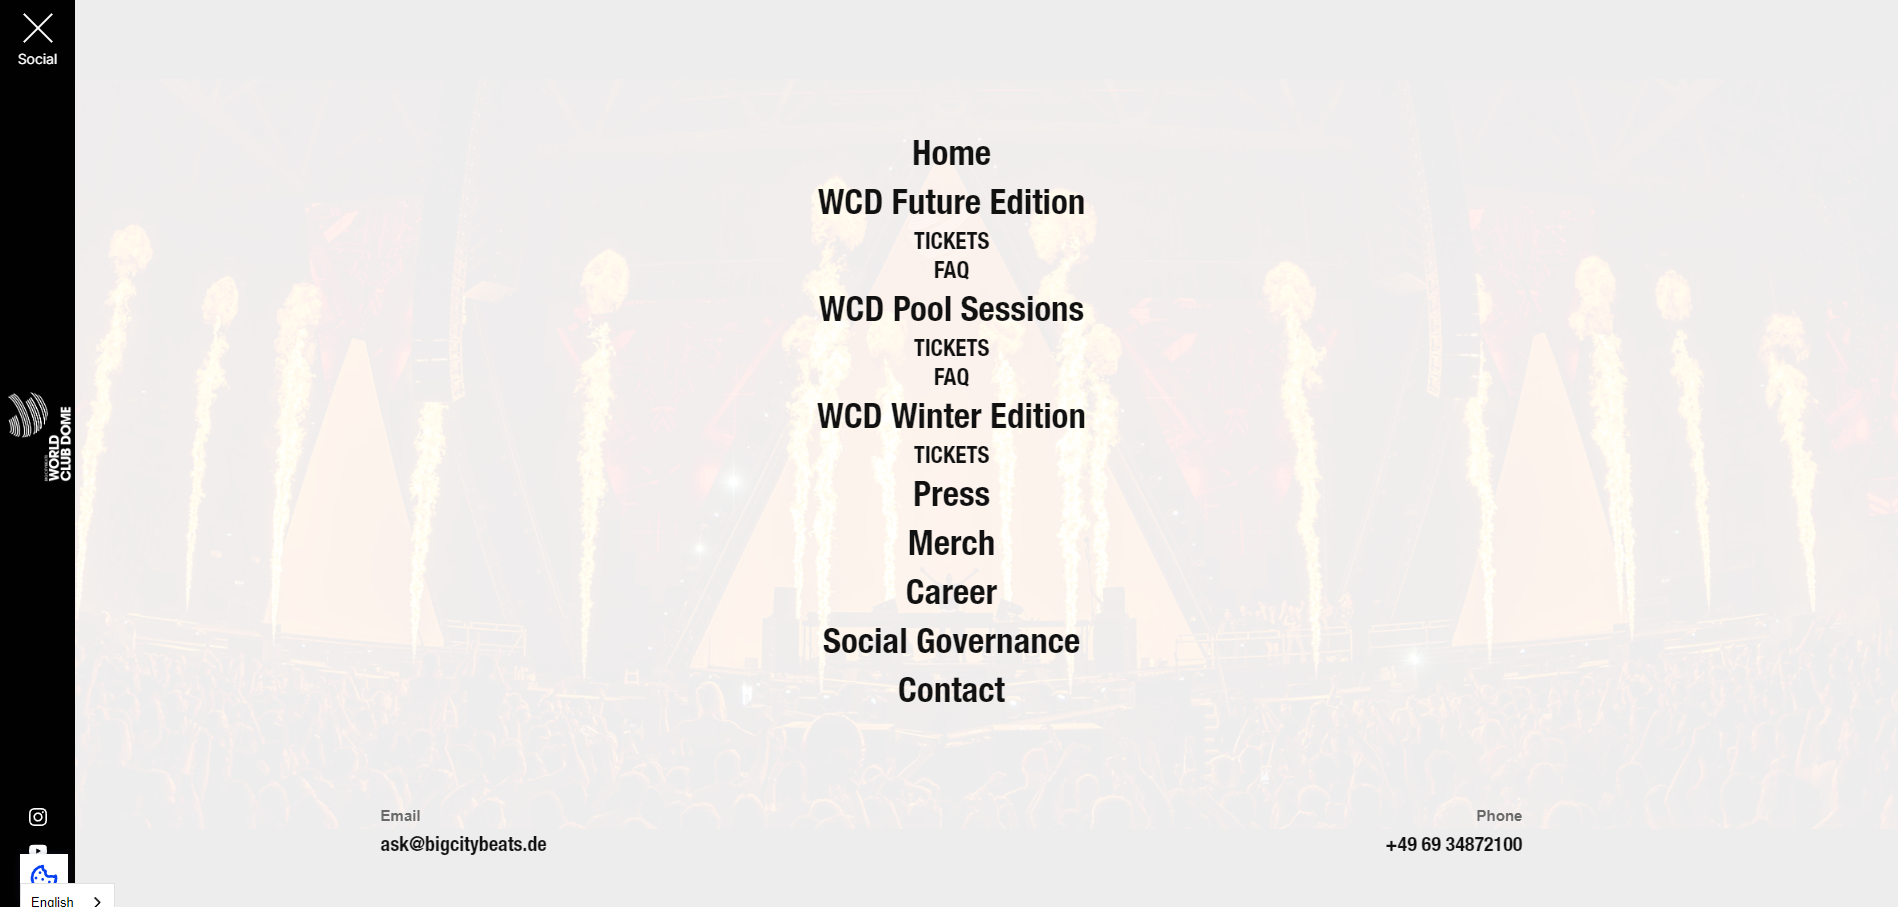 Social
Home
WCD Future Edition
TICKETS
FAQ
WCD Pool Sessions
TICKETS
FAQ
WCD Winter Edition
TICKETS
Press
Merch
Career
Social Governance
Contact
WORLD
CLUB DOME
Email
ask@bigcitybeats.de
Phone
+49 69 34872100
English